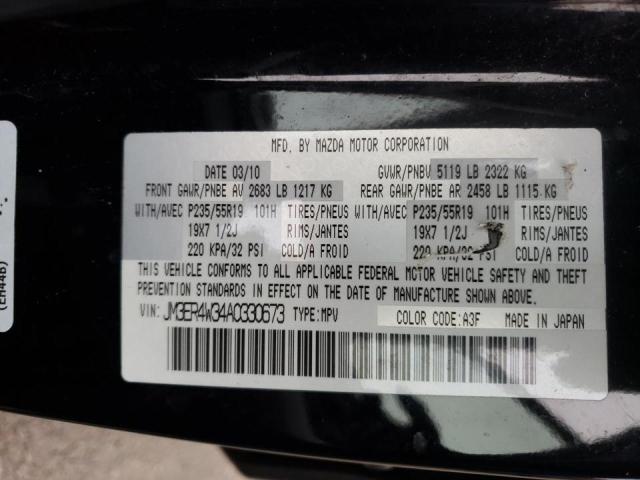 MFD. BY MAZDA MOTOR CORPORATION
DATE 03/10 GVWR/PNBV 5119 LB 2322 KG
FRONT GAWR/PNBE AV 2683 LB 1217 KG REAR GAWR/PNBE AR 2458 LB 1115 KG
WITH/AVEC P235/55R19 101H TIRES/PNEUS WITH/AVEC P235/55R19 101H TIRES/PNEUS
19X7 1/2J RIMS/JANTES 19X7 1/2J RIMS/JANTES
220 KPA/32 PSI COLD/A FROID 220 KPA/32 PSI COLD/A FROID
THIS VEHICLE CONFORMS TO ALL APPLICABLE FEDERAL MOTOR VEHICLE SAFETY AND THEFT
PREVENTION STANDARDS IN EFFECT ON THE DATE OF MANUFACTURE SHOWN ABOVE.
VIN: JM3ER4W34A0330673 TYPE: MPV COLOR CODE: A3F MADE IN JAPAN
(EH44B)